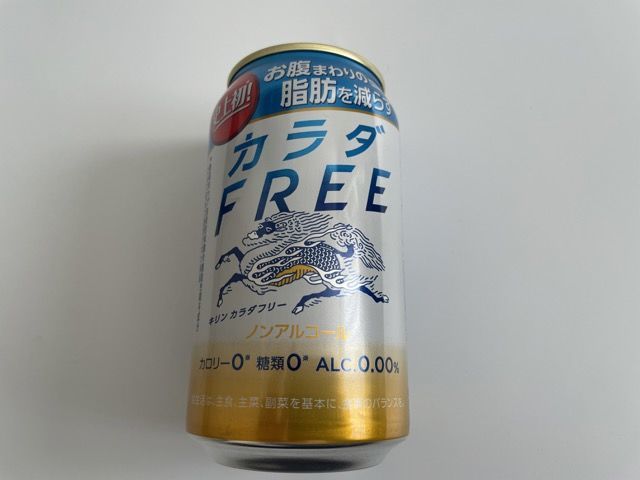 上初!
お腹まわりの
脂肪を減らす
カラダ
FREE
キリン カラダフリー
ノンアルコール
カロリー0※ 糖類0※ ALC.0.00%
生活は、主食、主菜、副菜を基本に、食事のバランスを。